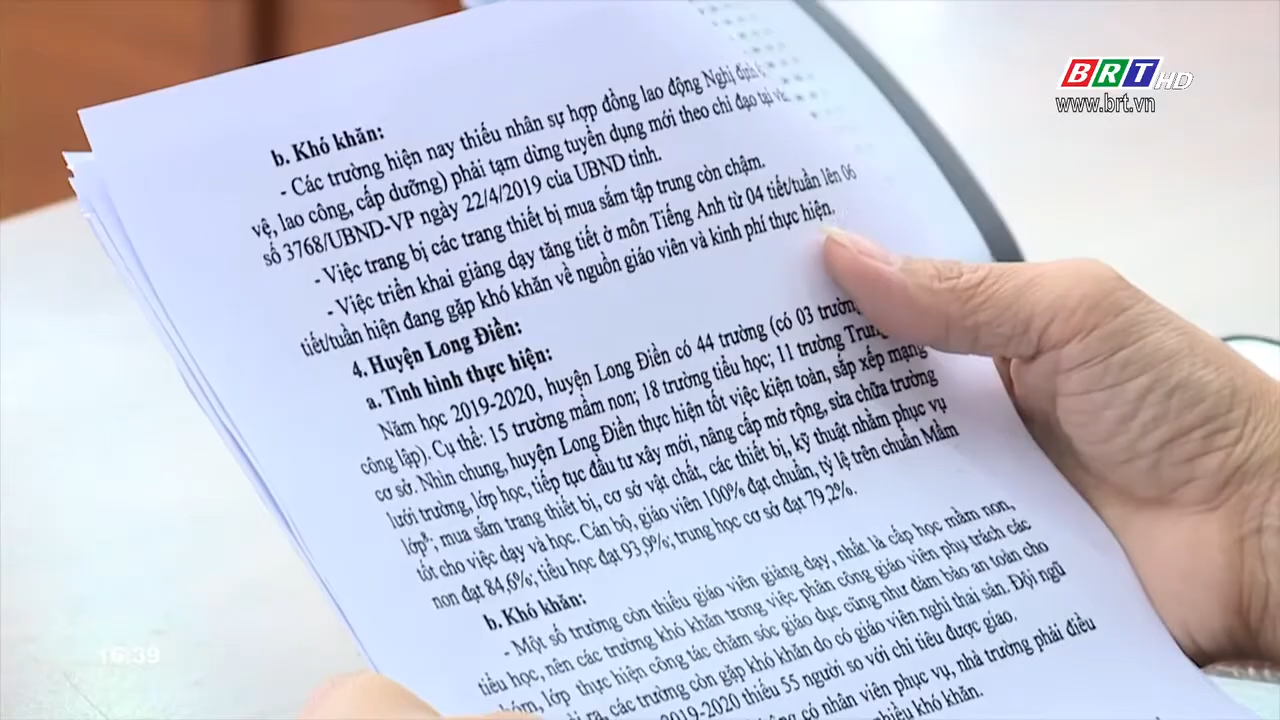 BRT HD
www.brt.vn
b. Khó khăn:
- Các trường hiện nay thiếu nhân sự hợp đồng lao động Nghị định
vệ, lao công, cấp dưỡng) phải tạm dừng tuyển dụng mới theo chỉ đạo tại
số 3768/UBND-VP ngày 22/4/2019 của UBND tỉnh.
- Việc trang bị các trang thiết bị mua sắm tập trung còn chậm.
- Việc triển khai giảng dạy tăng tiết ở môn Tiếng Anh từ 04 tiết/tuần lên 06
tiết/tuần hiện đang gặp khó khăn về nguồn giáo viên và kinh phí thực hiện.
4. Huyện Long Điền:
a. Tình hình thực hiện:
Năm học 2019-2020, huyện Long Điền có 44 trường (có 03 trường
công lập). Cụ thể: 15 trường mầm non; 18 trường tiểu học; 11 trường
cơ sở. Nhìn chung, huyện Long Điền thực hiện tốt việc kiện toàn, sắp xếp mạng
lưới trường, lớp học, tiếp tục đầu tư xây mới, nâng cấp mở rộng, sửa chữa trường
lớp; mua sắm trang thiết bị, cơ sở vật chất, các thiết bị, kỹ thuật nhằm phục vụ
tốt cho việc dạy và học. Cán bộ, giáo viên 100% đạt chuẩn, tỷ lệ trên chuẩn Mầm
non đạt 84,6%; tiểu học đạt 93,9%; trung học cơ sở đạt 79,2%.
b. Khó khăn:
- Một số trường còn thiếu giáo viên giảng dạy, nhất là cấp học mầm non,
tiểu học, nên các trường khó khăn trong việc phân công giáo viên phụ trách các
lớp thực hiện công tác chăm sóc giáo dục cũng như đảm bảo an toàn cho
ra, các trường còn gặp khó khăn do có giáo viên nghỉ thai sản. Đội ngũ
2019-2020 thiếu 55 người so với chỉ tiêu được giao.
có nhân viên phục vụ, nhà trường phải điều
nhiều khó khăn.
16:39